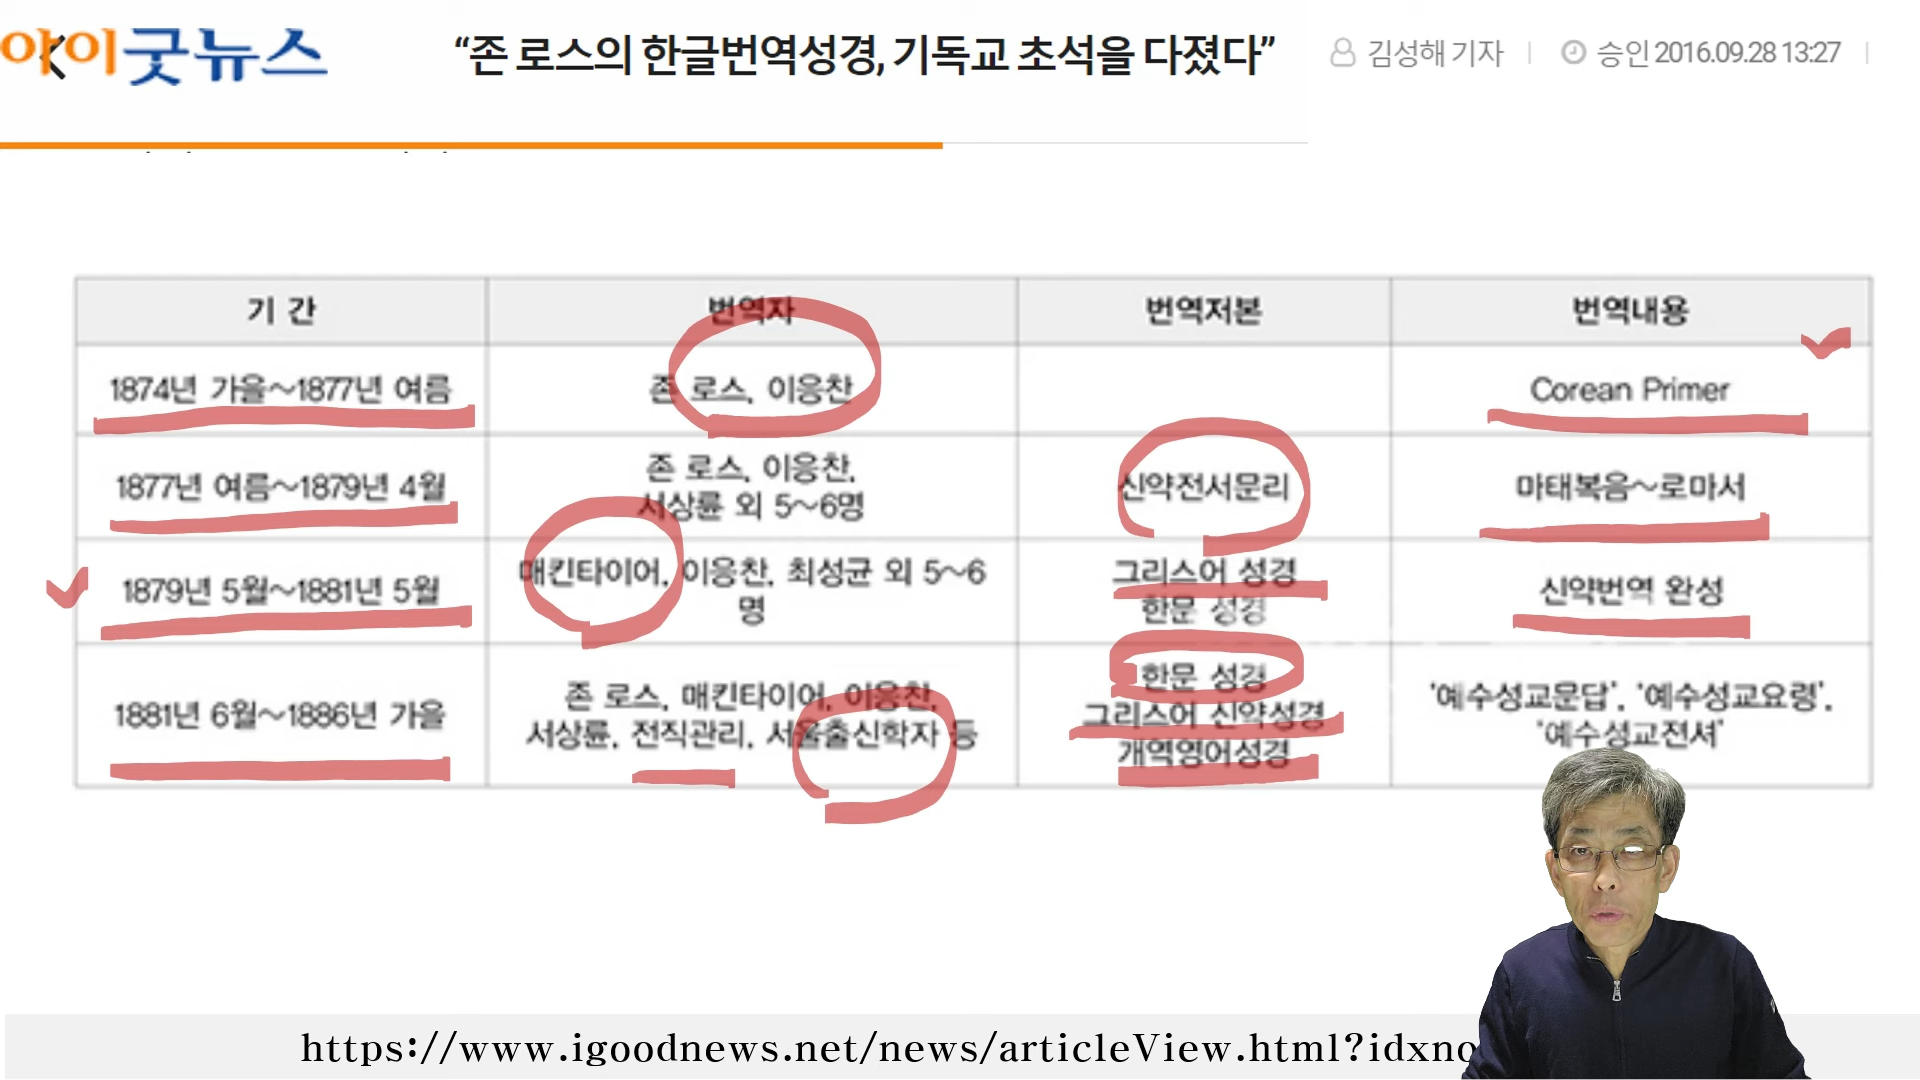 아이굿뉴스
“존 로스의 한글번역성경, 기독교 초석을 다졌다”
김성해 기자
승인 2016.09.28 13:27
기 간
번역자
번역저본
번역내용
1874년 가을~1877년 여름
존 로스, 이응찬
Corean Primer
1877년 여름~1879년 4월
존 로스, 이응찬,
서상륜 외 5~6명
신약전서문리
마태복음~로마서
1879년 5월~1881년 5월
매킨타이어, 이응찬, 최성균 외 5~6
명
그리스어 성경
한문 성경
신약번역 완성
1881년 6월~1886년 가을
존 로스, 매킨타이어, 이응찬,
서상륜, 전직관리, 서울출신학자 등
한문 성경
그리스어 신약성경
개역영어성경
‘예수성교문답’, ‘예수성교요령’,
‘예수성교젼셔’
https://www.igoodnews.net/news/articleView.html?idxno